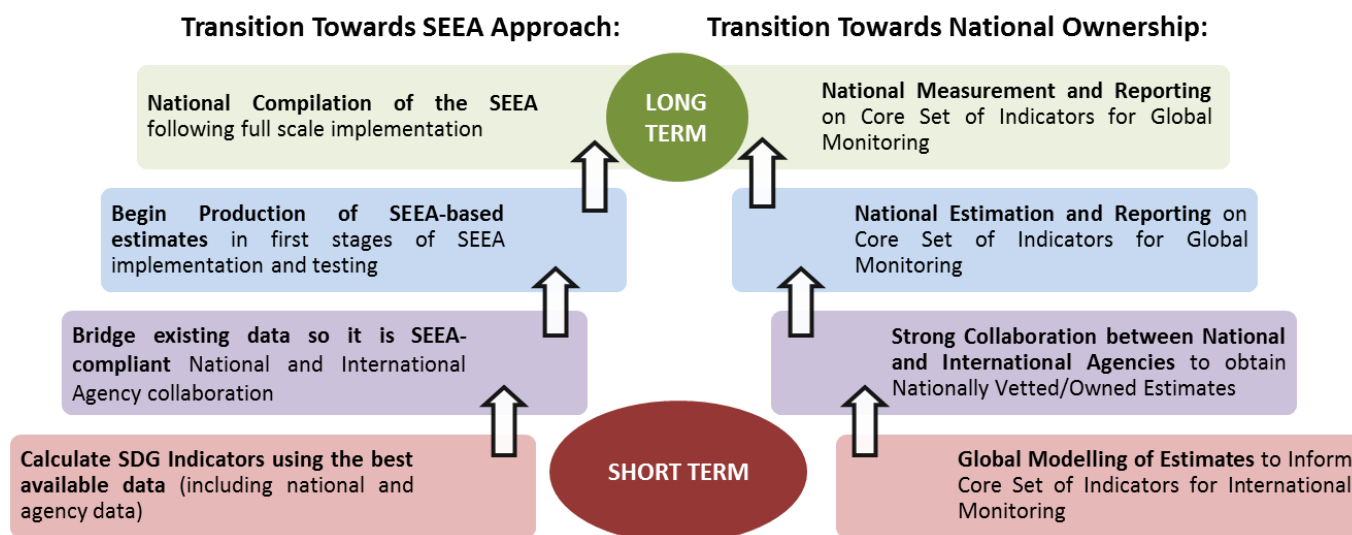 Transition Towards SEEA Approach:
Transition Towards National Ownership:
National Compilation of the SEEA
following full scale implementation
LONG
TERM
National Measurement and Reporting
on Core Set of Indicators for Global
Monitoring
Begin Production of SEEA-based
estimates in first stages of SEEA
implementation and testing
National Estimation and Reporting on
Core Set of Indicators for Global
Monitoring
Bridge existing data so it is SEEA-
compliant National and International
Agency collaboration
Strong Collaboration between National
and International Agencies to obtain
Nationally Vetted/Owned Estimates
Calculate SDG Indicators using the best
available data (including national and
agency data)
SHORT TERM
Global Modelling of Estimates to Inform
Core Set of Indicators for International
Monitoring